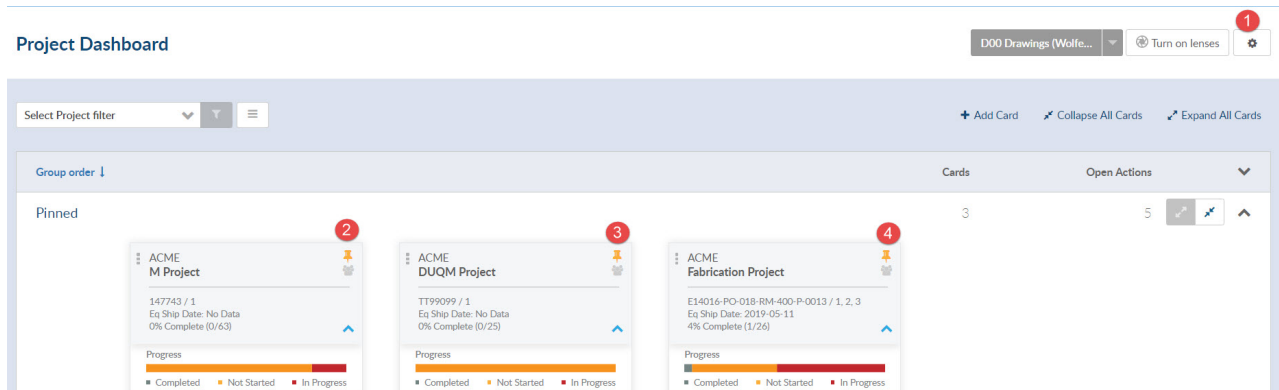 1
Project Dashboard
D00 Drawings (Wolfe...
Turn on lenses
Select Project filter
Add Card
Collapse All Cards
Expand All Cards
Group order
Cards
Open Actions
Pinned
3
5
2
3
4
ACME
M Project
147743 / 1
Eq Ship Date: No Data
0% Complete (0/63)
Progress
Completed Not Started In Progress
ACME
DUQM Project
TT99099 / 1
Eq Ship Date: No Data
0% Complete (0/25)
Progress
Completed Not Started In Progress
ACME
Fabrication Project
E14016-PO-018-RM-400-P-0013 / 1, 2, 3
Eq Ship Date: 2019-05-11
4% Complete (1/26)
Progress
Completed Not Started In Progress